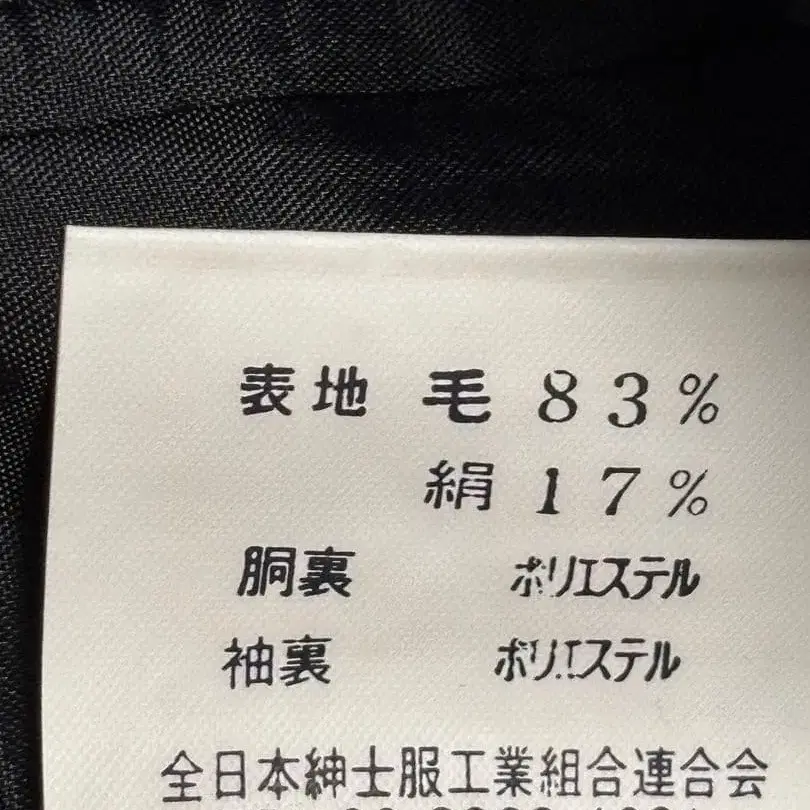 表地 毛 83%
絹 17%
胴裏 ポリエステル
袖裏 ポリエステル
全日本紳士服工業組合連合会